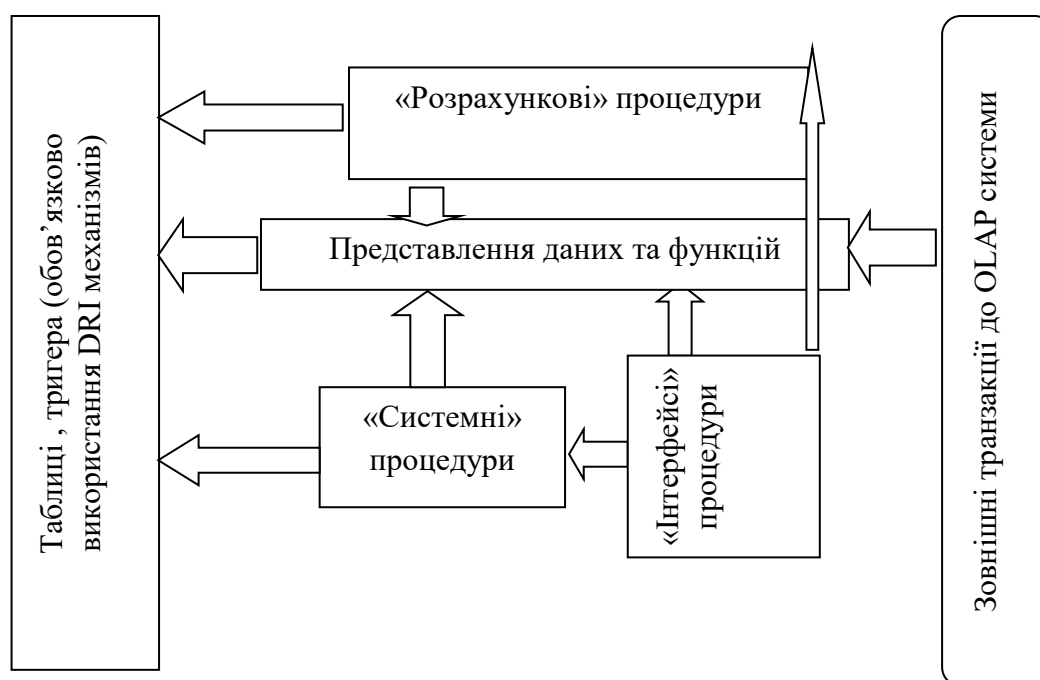 Таблиці , тригера (обов’язково
використання DRI механізмів)
«Розрахункові» процедури
Представлення даних та функцій
«Системні»
процедури
«Інтерфейсі»
процедури
Зовнішні транзакції до OLAP системи